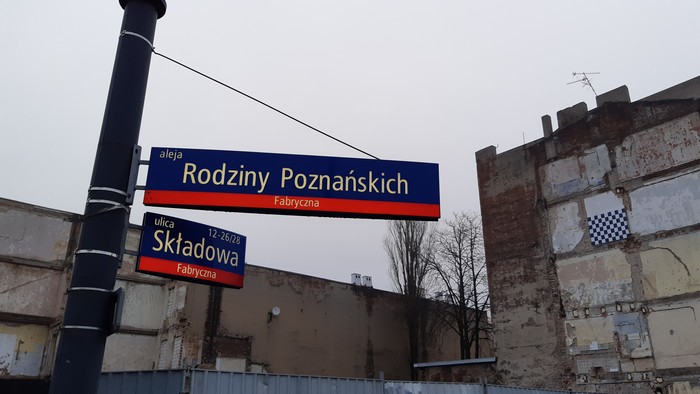 aleja
Rodziny Poznańskich
Fabryczna
ulica
12-26/28
Składowa
Fabryczna